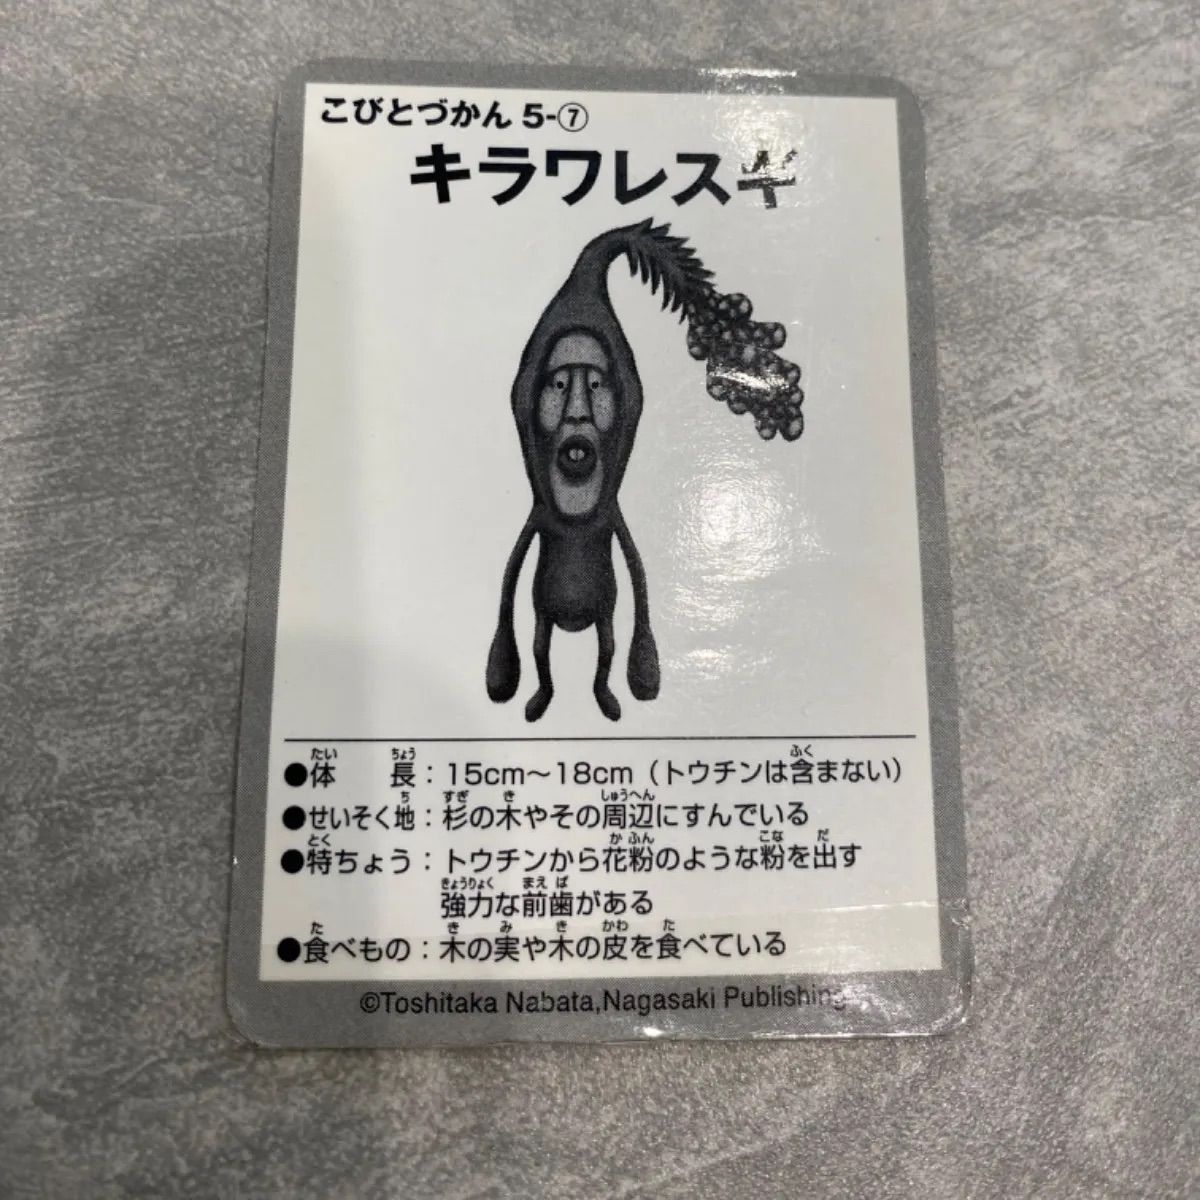 こびとづかん 5-⑦
キラワレスギ
●体長：15cm～18cm（トウチンは含まない）
●せいそく地：杉の木やその周辺にすんでいる
●特ちょう：トウチンから花粉のような粉を出す
強力な前歯がある
●食べもの：木の実や木の皮を食べている
©Toshitaka Nabata,Nagasaki Publishing